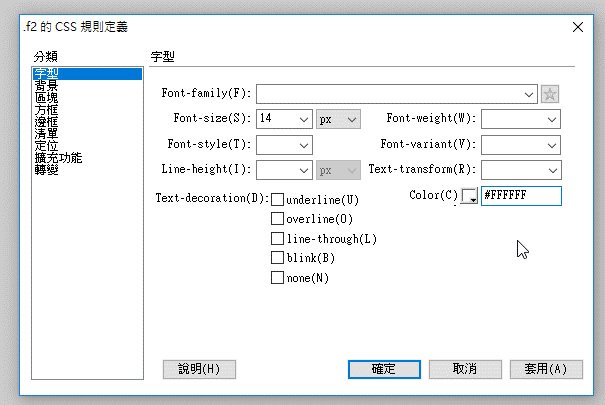 .f2 的 CSS 規則定義
分類
字型
背景
區塊
方框
邊框
清單
定位
擴充功能
轉變
字型
Font-family(F):
Font-size(S): 14 px Font-weight(W):
Font-style(T): Font-variant(V):
Line-height(I): px Text-transform(R):
Text-decoration(D): underline(U) Color(C): #FFFFFF
overline(O)
line-through(L)
blink(B)
none(N)
說明(H) 確定 取消 套用(A)